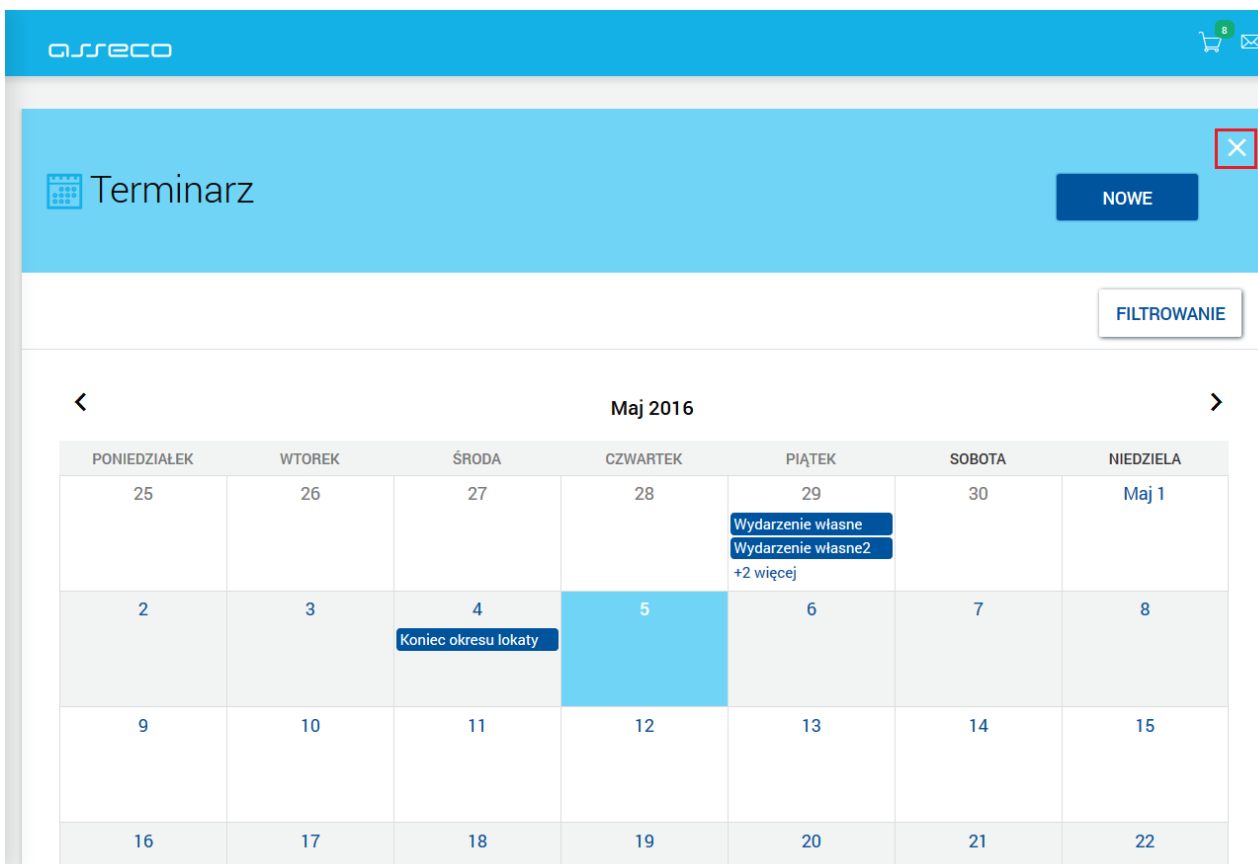 asseco
8
Terminarz
NOWE
FILTROWANIE
Maj 2016
PONIEDZIAŁEK WTOREK ŚRODA CZWARTEK PIĄTEK SOBOTA NIEDZIELA
25 26 27 28 29 30 Maj 1
Wydarzenie własne
Wydarzenie własne2
+2 więcej
2 3 4 5 6 7 8
Koniec okresu lokaty
9 10 11 12 13 14 15
16 17 18 19 20 21 22